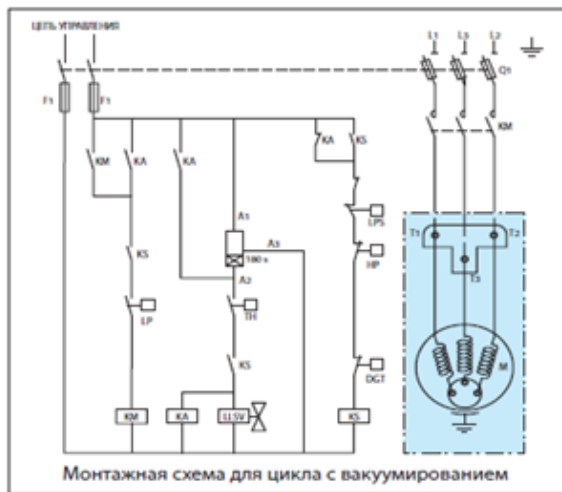 ЦЕПЬ УПРАВЛЕНИЯ
L1 L3 L2
F1 F1 Q1
KA KS KM
KM KA KA
A1 LPS
A3 T1 T2
180 s HP
KS A2 T3
LP TH
KS DGT M
KM KA LLSV KS
Монтажная схема для цикла с вакуумированием